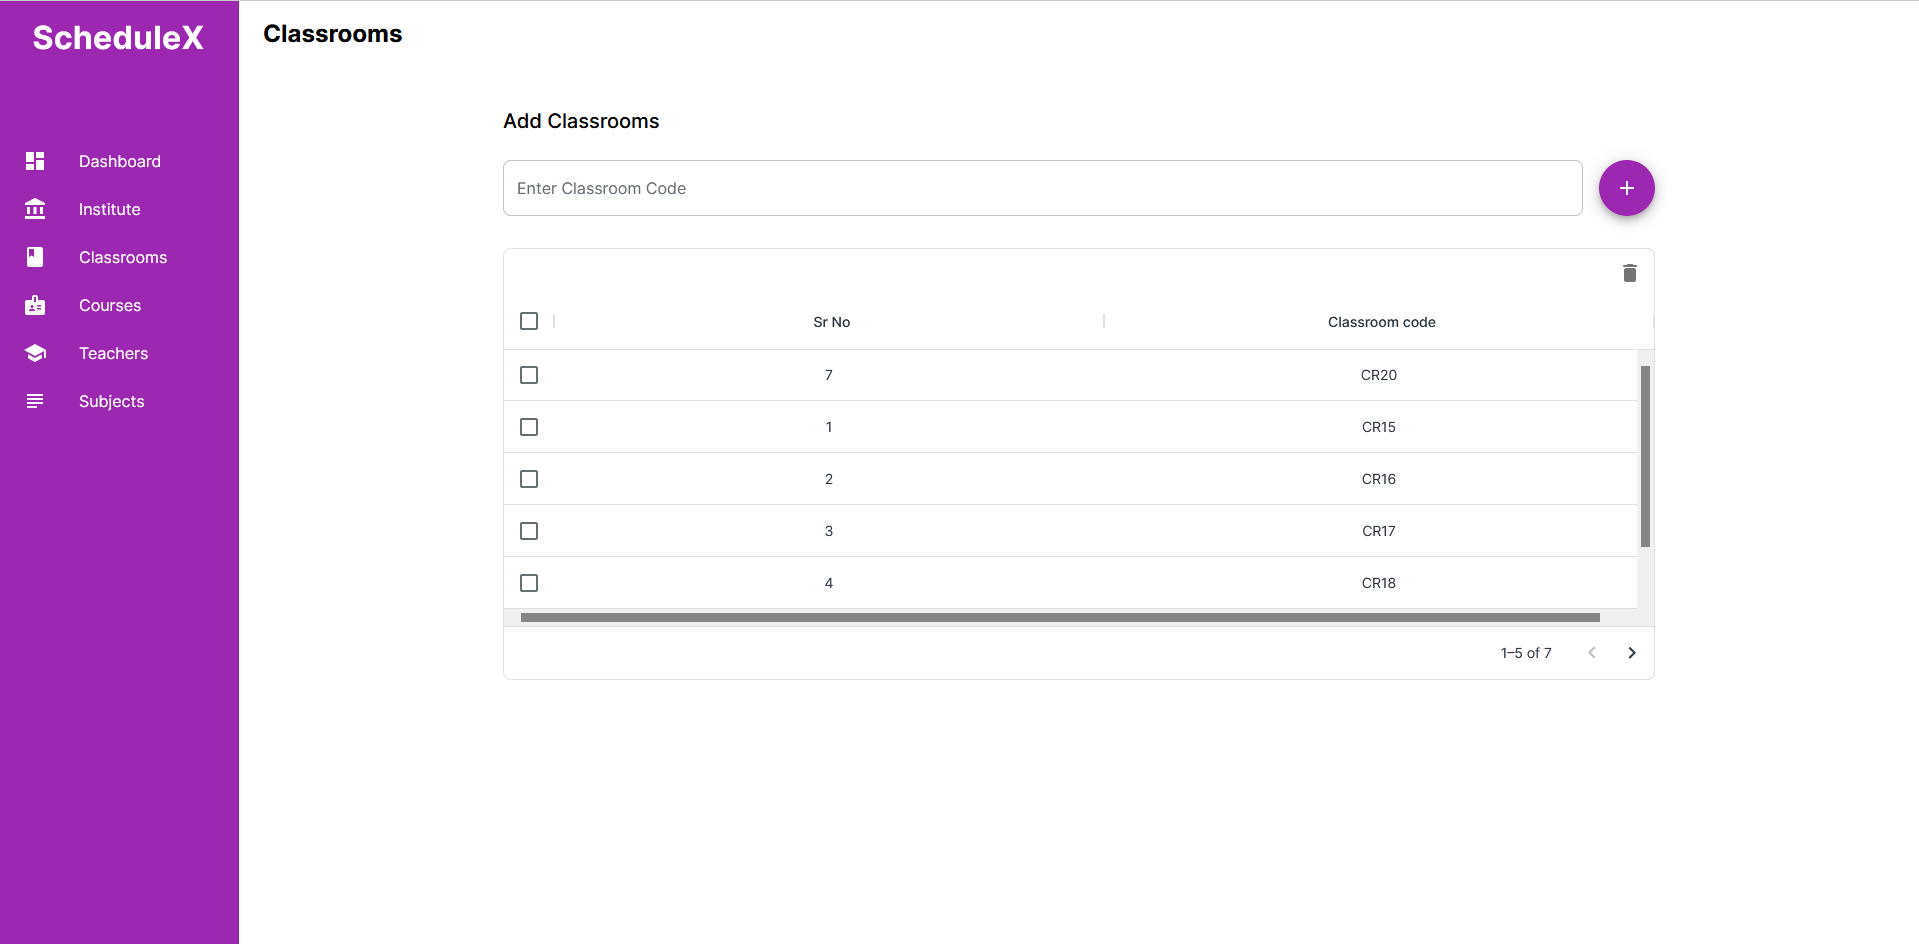 ScheduleX
Classrooms
Dashboard
Institute
Classrooms
Courses
Teachers
Subjects
Add Classrooms
Enter Classroom Code
Sr No Classroom code
7 CR20
1 CR15
2 CR16
3 CR17
4 CR18
1–5 of 7